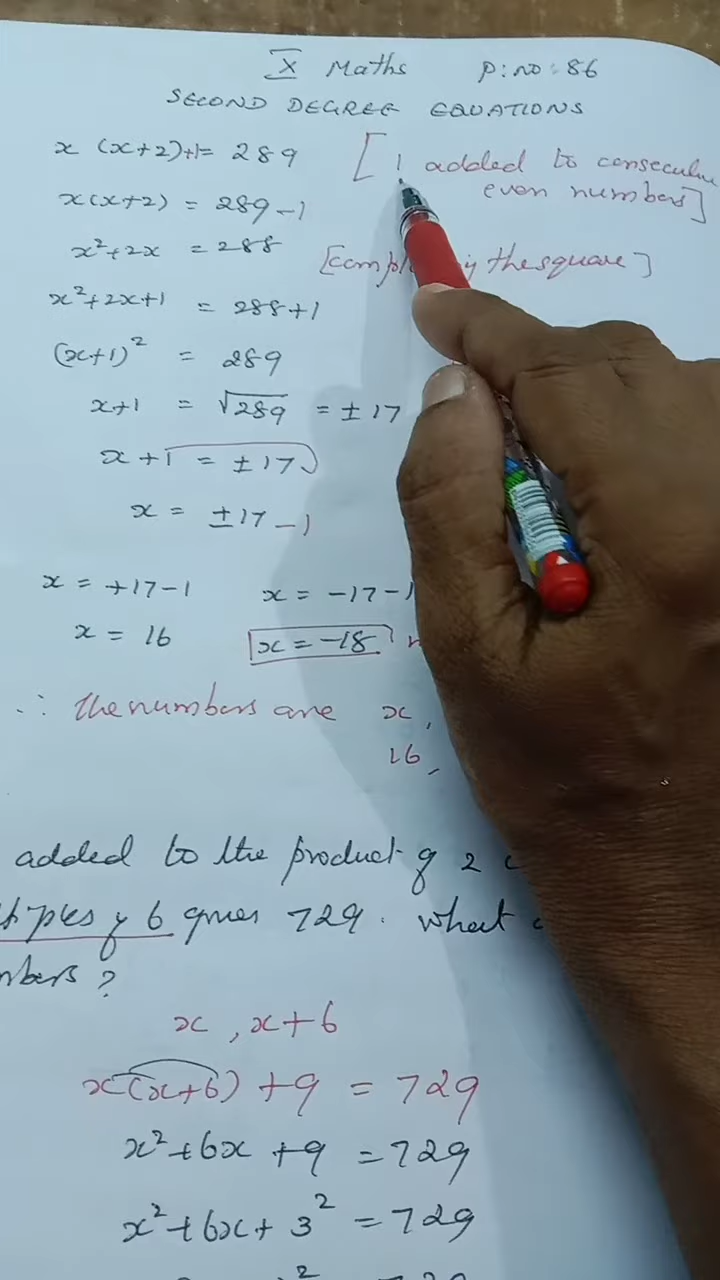 X Maths P: no: 86
SECOND DEGREE EQUATIONS
x (x+2)+1= 289 [ 1 added to
even numbers]
x(x+2) = 289-1
x²+2x = 288 the square]
x²+2x+1 = 288+1
(x+1)² = 289
x+1 = √289 = ±17
x+1 = ±17
x = ±17-1
x = +17-1 x = -17-1
x = 16 x = -18
∴ the numbers are x,
16,
added to the product of 2
6 gives 729. what
?
x, x+6
x(x+6) +9 = 729
x²+6x +9 =729
x²+6x+ 3² =729